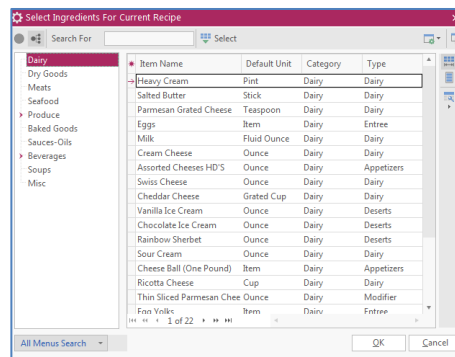 Select Ingredients For Current Recipe
Search For Select
Dairy
Dry Goods
Meats
Seafood
Produce
Baked Goods
Sauces-Oils
Beverages
Soups
Misc
Item Name Default Unit Category Type
Heavy Cream Pint Dairy Dairy
Salted Butter Stick Dairy Dairy
Parmesan Grated Cheese Teaspoon Dairy Dairy
Eggs Item Dairy Entree
Milk Fluid Ounce Dairy Dairy
Cream Cheese Ounce Dairy Dairy
Assorted Cheeses HD'S Ounce Dairy Appetizers
Swiss Cheese Ounce Dairy Dairy
Cheddar Cheese Grated Cup Dairy Dairy
Vanilla Ice Cream Ounce Dairy Deserts
Chocolate Ice Cream Ounce Dairy Deserts
Rainbow Sherbet Ounce Dairy Deserts
Sour Cream Ounce Dairy Dairy
Cheese Ball (One Pound) Item Dairy Appetizers
Ricotta Cheese Cup Dairy Dairy
Thin Sliced Parmesan Chee Ounce Dairy Modifier
Egg Yolks Item Dairy Entree
1 of 22
All Menus Search OK Cancel